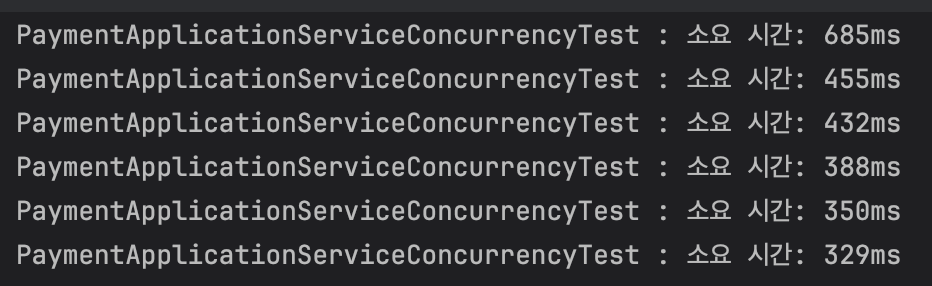 PaymentApplicationServiceConcurrencyTest : 소요 시간: 685ms
PaymentApplicationServiceConcurrencyTest : 소요 시간: 455ms
PaymentApplicationServiceConcurrencyTest : 소요 시간: 432ms
PaymentApplicationServiceConcurrencyTest : 소요 시간: 388ms
PaymentApplicationServiceConcurrencyTest : 소요 시간: 350ms
PaymentApplicationServiceConcurrencyTest : 소요 시간: 329ms